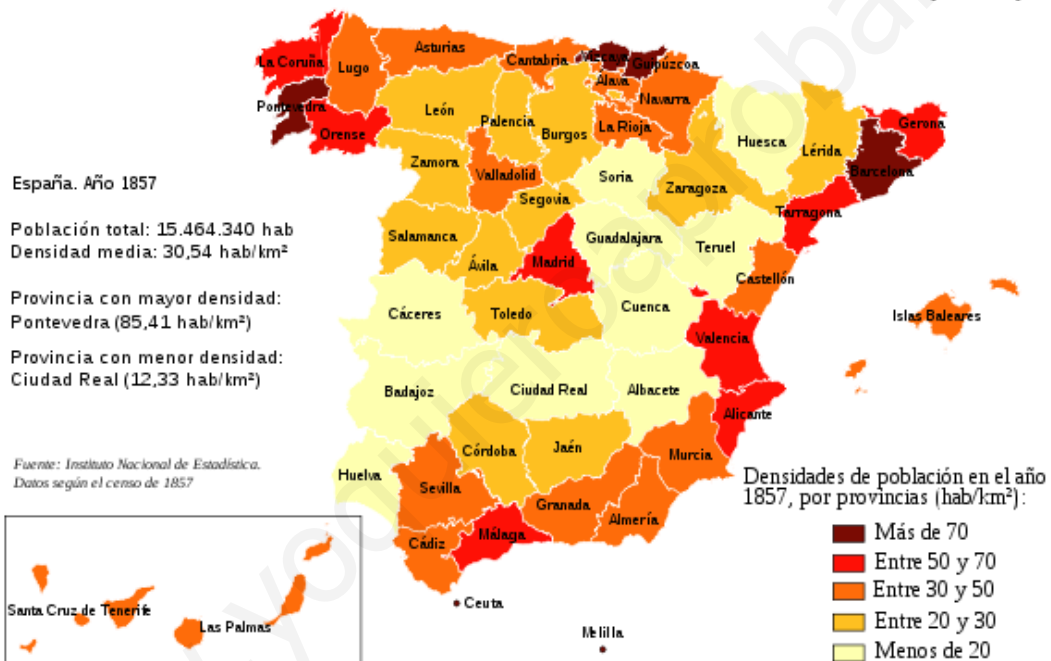 La Coruña
Lugo
Asturias
Cantabria
Vizcaya
Guipúzcoa
Álava
Navarra
Pontevedra
Orense
León
Palencia
Burgos
La Rioja
Huesca
Lérida
Gerona
Barcelona
Zamora
Valladolid
Soria
Zaragoza
Segovia
Tarragona
Salamanca
Ávila
Madrid
Guadalajara
Teruel
Castellón
Cáceres
Toledo
Cuenca
Valencia
Islas Baleares
Badajoz
Ciudad Real
Albacete
Alicante
Huelva
Sevilla
Córdoba
Jaén
Murcia
Cádiz
Málaga
Granada
Almería
Ceuta
Melilla
Santa Cruz de Tenerife
Las Palmas
España. Año 1857
Población total: 15.464.340 hab
Densidad media: 30,54 hab/km²
Provincia con mayor densidad:
Pontevedra (85,41 hab/km²)
Provincia con menor densidad:
Ciudad Real (12,33 hab/km²)
Fuente: Instituto Nacional de Estadística.
Datos según el censo de 1857
Densidades de población en el año
1857, por provincias (hab/km²):
Más de 70
Entre 50 y 70
Entre 30 y 50
Entre 20 y 30
Menos de 20